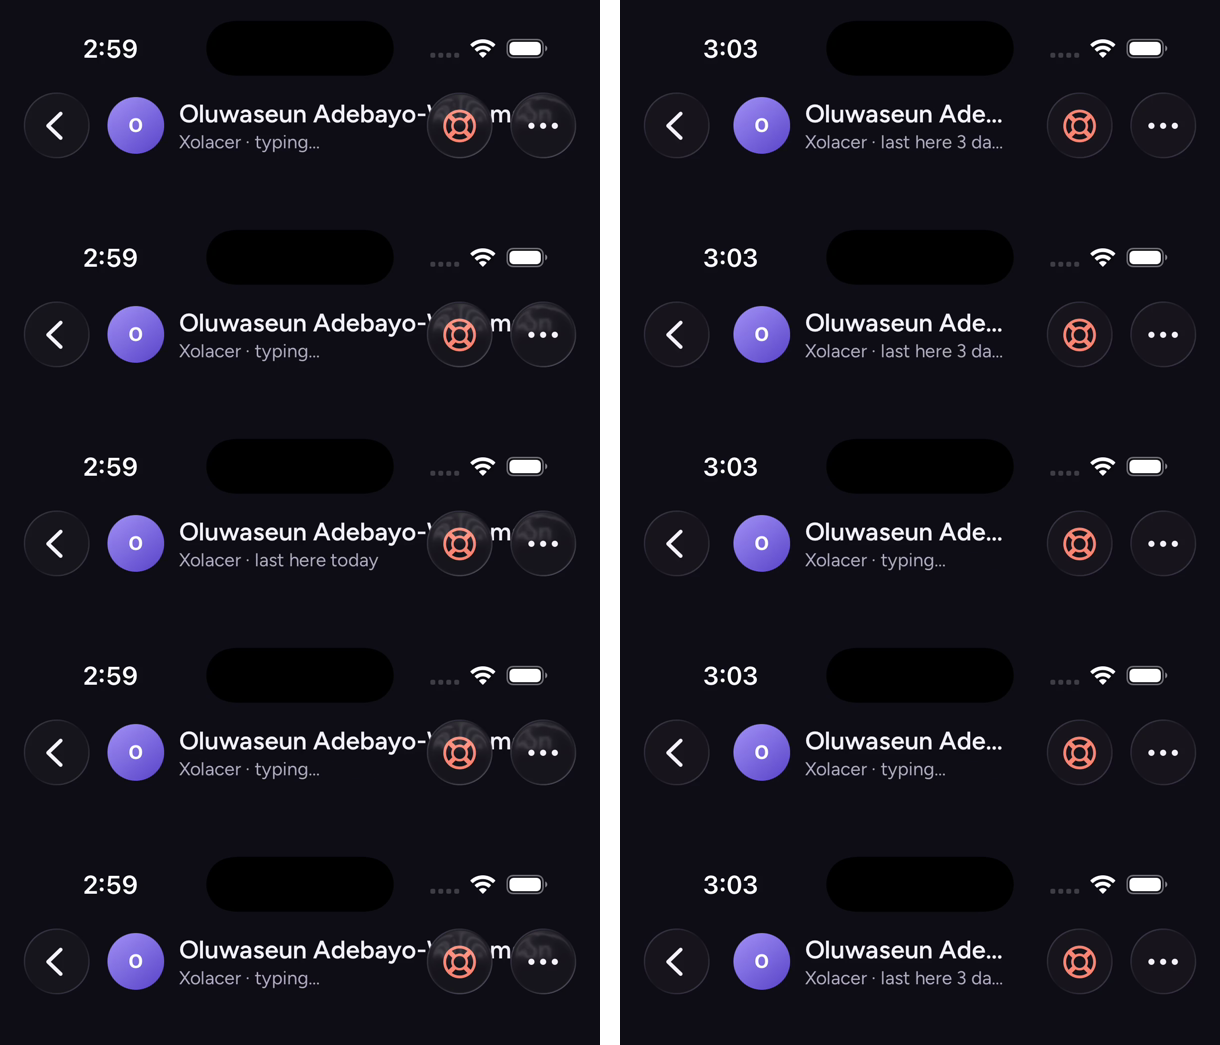 2:59
O
Oluwaseun Adebayo-
Xolacer · typing...
2:59
O
Oluwaseun Adebayo-
Xolacer · typing...
2:59
O
Oluwaseun Adebayo-
Xolacer · last here today
2:59
O
Oluwaseun Adebayo-
Xolacer · typing...
2:59
O
Oluwaseun Adebayo-
Xolacer · typing...
3:03
O
Oluwaseun Ade...
Xolacer · last here 3 da...
3:03
O
Oluwaseun Ade...
Xolacer · last here 3 da...
3:03
O
Oluwaseun Ade...
Xolacer · typing...
3:03
O
Oluwaseun Ade...
Xolacer · typing...
3:03
O
Oluwaseun Ade...
Xolacer · last here 3 da...